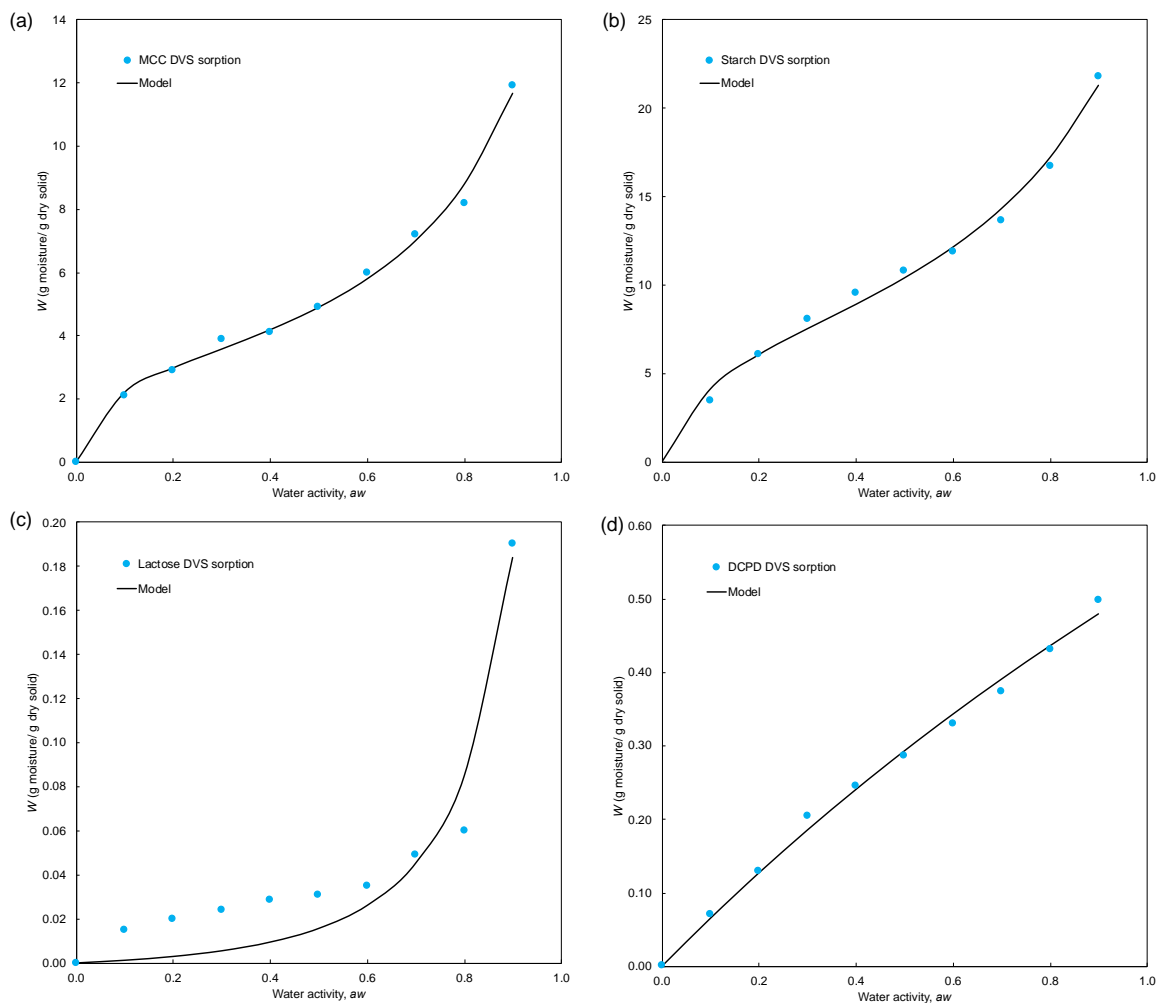 (a)
14
12
10
8
6
4
2
0
W (g moisture/ g dry solid)
MCC DVS sorption
Model
0.0 0.2 0.4 0.6 0.8 1.0
Water activity, aw
(b)
25
20
15
10
5
0
W (g moisture/ g dry solid)
Starch DVS sorption
Model
0.0 0.2 0.4 0.6 0.8 1.0
Water activity, aw
(c)
0.20
0.18
0.16
0.14
0.12
0.10
0.08
0.06
0.04
0.02
0.00
W (g moisture/ g dry solid)
Lactose DVS sorption
Model
0.0 0.2 0.4 0.6 0.8 1.0
Water activity, aw
(d)
0.60
0.50
0.40
0.30
0.20
0.10
0.00
W (g moisture/ g dry solid)
DCPD DVS sorption
Model
0.0 0.2 0.4 0.6 0.8 1.0
Water activity, aw